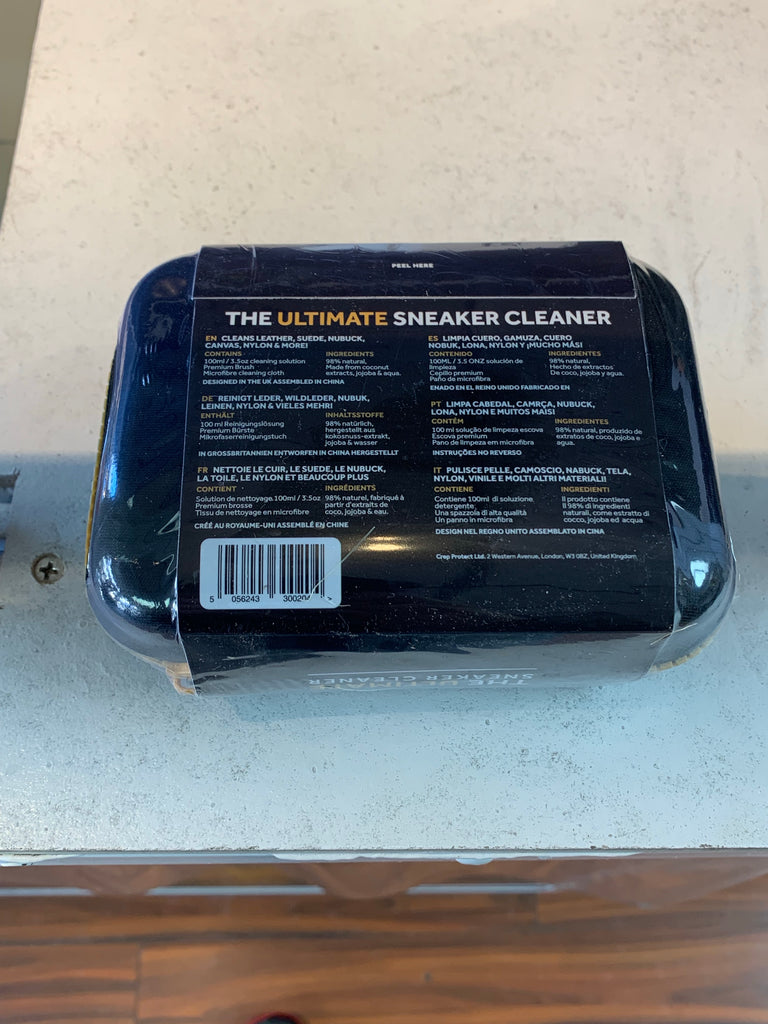 PEEL HERE
THE ULTIMATE SNEAKER CLEANER
EN CLEANS LEATHER, SUEDE, NUBUCK,
CANVAS, NYLON & MORE!
CONTAINS
100ml / 3.5oz cleaning solution
Premium Brush
Microfibre cleaning cloth
INGREDIENTS
98% natural,
Made from coconut
extracts, jojoba & aqua.
DESIGNED IN THE UK ASSEMBLED IN CHINA
ES LIMPIA CUERO, GAMUZA, CUERO
NOBUK, LONA, NYLON Y ¡MUCHO MÁS!
CONTENIDO
100ML / 3.5 ONZ solución de
limpieza
Cepillo premium
Paño de microfibra
INGREDIENTES
98% natural,
Hecho de extractos
De coco, jojoba y agua.
ENADO EN EL REINO UNIDO FABRICADO EN
DE REINIGT LEDER, WILDLEDER, NUBUK,
LEINEN, NYLON & VIELES MEHR!
ENTHÄLT
100 ml Reinigungslösung
Premium Bürste
Mikrofaserreinigungstuch
INHALTSSTOFFE
98% natürlich,
hergestellt aus
kokosnuss-extrakt,
jojoba & wasser
IN GROSSBRITANNIEN ENTWORFEN IN CHINA HERGESTELLT
PT LIMPA CABEDAL, CAMRÇA, NUBUCK,
LONA, NYLON E MUITOS MAIS!
CONTÉM
100 ml solução de limpeza escova
Escova premium
Pano de limpeza em microfibra
INGREDIENTES
98% natural, produzido de
extratos de coco, jojoba e
agua.
INSTRUÇÕES NO REVERSO
FR NETTOIE LE CUIR, LE SUEDE, LE NUBUCK,
LA TOILE, LE NYLON ET BEAUCOUP PLUS
CONTIENT
Solution de nettoyage.100ml / 3.5oz
Premium brosse
Tissu de nettoyage en microfibre
INGRÉDIENTS
98% natural, fabriqué à
partir d'extraits de
coco, jojoba & eau.
CRÉÉ AU ROYAUME-UNI ASSEMBLÉ EN CHINE
IT PULISCE PELLE, CAMOSCIO, NABUCK, TELA,
NYLON, VINILE E MOLTI ALTRI MATERIALI!
CONTIENE
Contiene 100ml di soluzione
detergente
Una spazzola di alta qualità
Un panno in microfibra
INGREDIENTI
Il prodotto contiene
Il 98% di ingredienti
naturali, come estratto di
cocco, jojoba ed acqua
DESIGN NEL REGNO UNITO ASSEMBLATO IN CINA
Crep Protect Ltd. 2 Western Avenue, London, W3 0BZ, United Kingdom
5 056243
THE ULTIMATE
SNEAKER CLEANER